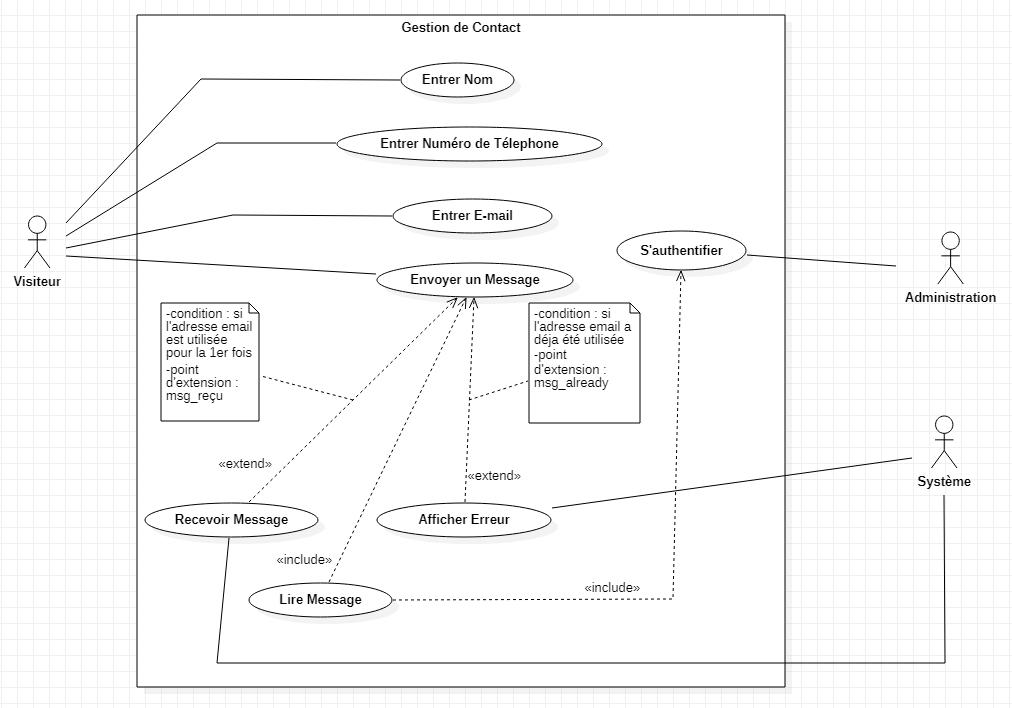 Gestion de Contact
Entrer Nom
Entrer Numéro de Télephone
Entrer E-mail
S'authentifier
Visiteur
Envoyer un Message
Administration
-condition : si
l'adresse email
est utilisée
pour la 1er fois
-point
d'extension :
msg_reçu
-condition : si
l'adresse email a
déja été utilisée
-point
d'extension :
msg_already
«extend»
«extend»
Système
Recevoir Message
Afficher Erreur
«include»
«include»
Lire Message